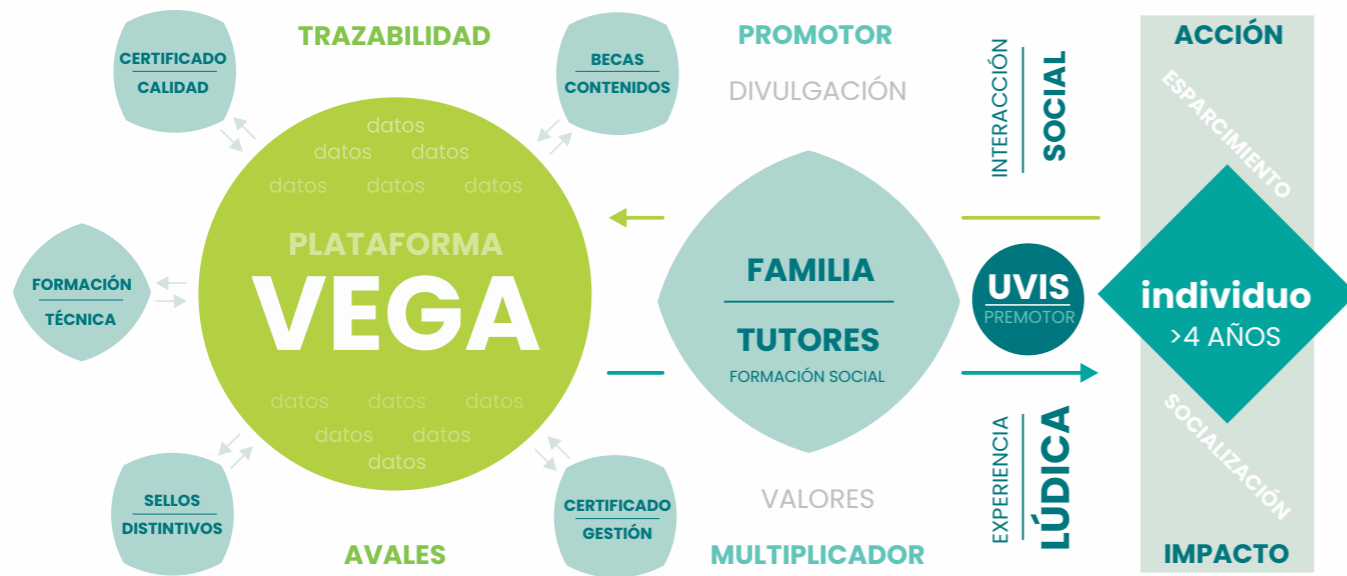 CERTIFICADO
CALIDAD
TRAZABILIDAD
BECAS
CONTENIDOS
FORMACIÓN
TÉCNICA
datos
datos datos
datos datos datos
PLATAFORMA
VEGA
datos datos datos
datos datos
datos
SELLOS
DISTINTIVOS
AVALES
CERTIFICADO
GESTIÓN
PROMOTOR
DIVULGACIÓN
FAMILIA
TUTORES
FORMACIÓN SOCIAL
VALORES
MULTIPLICADOR
INTERACCIÓN
SOCIAL
UVIS
PREMOTOR
EXPERIENCIA
LÚDICA
ACCIÓN
ESPARCIMIENTO
individuo
>4 AÑOS
SOCIALIZACIÓN
IMPACTO